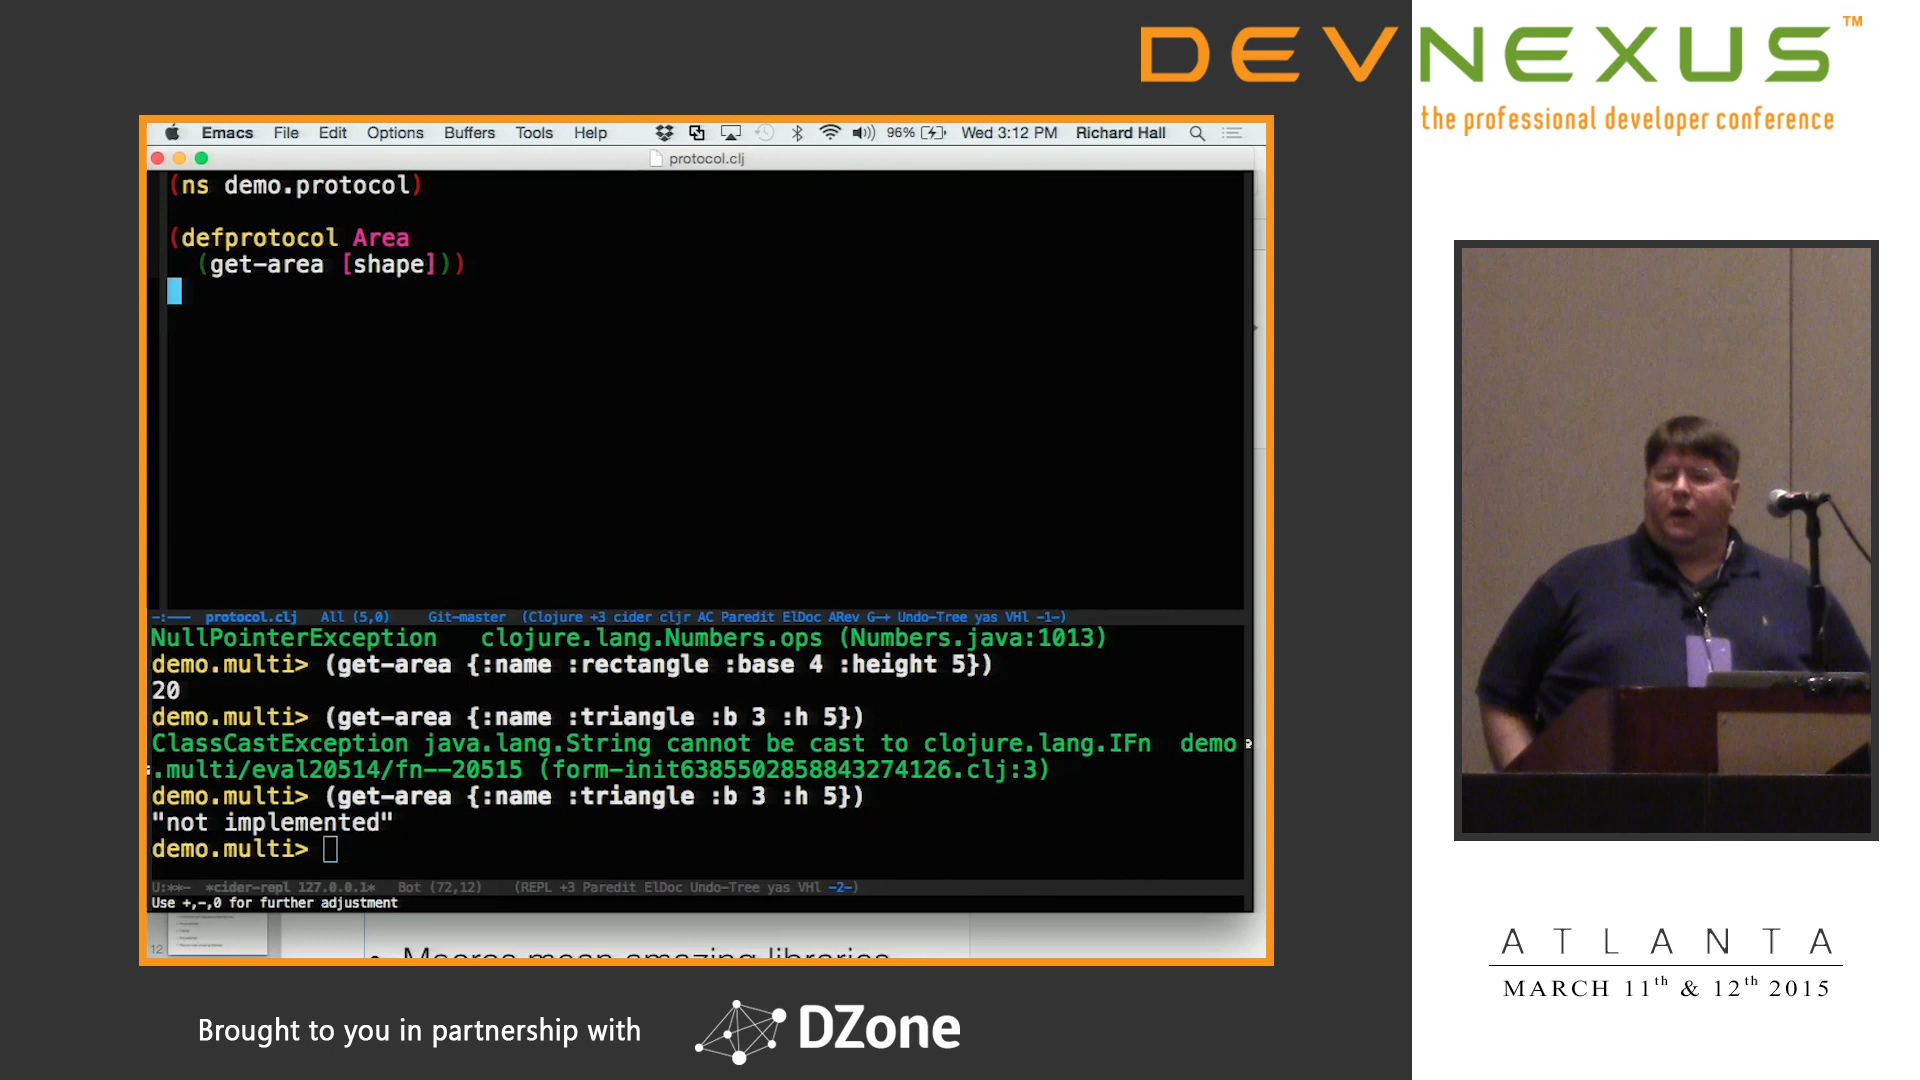 DEVNEXUS™
the professional developer conference
Emacs File Edit Options Buffers Tools Help 96% Wed 3:12 PM Richard Hall
protocol.clj
(ns demo.protocol)
(defprotocol Area
(get-area [shape]))
-:--- protocol.clj All (5,0) Git-master (Clojure +3 cider cljr AC Paredit ElDoc ARev G-+ Undo-Tree yas VHl -1-)
NullPointerException clojure.lang.Numbers.ops (Numbers.java:1013)
demo.multi> (get-area {:name :rectangle :base 4 :height 5})
20
demo.multi> (get-area {:name :triangle :b 3 :h 5})
ClassCastException java.lang.String cannot be cast to clojure.lang.IFn demo
.multi/eval20514/fn--20515 (form-init6385502858843274126.clj:3)
demo.multi> (get-area {:name :triangle :b 3 :h 5})
"not implemented"
demo.multi>
U:**- *cider-repl 127.0.0.1* Bot (72,12) (REPL +3 Paredit ElDoc Undo-Tree yas VHl -2-)
Use +,-,0 for further adjustment
12
Macros mean amazing libraries
ATLANTA
MARCH 11th & 12th 2015
Brought to you in partnership with
DZone